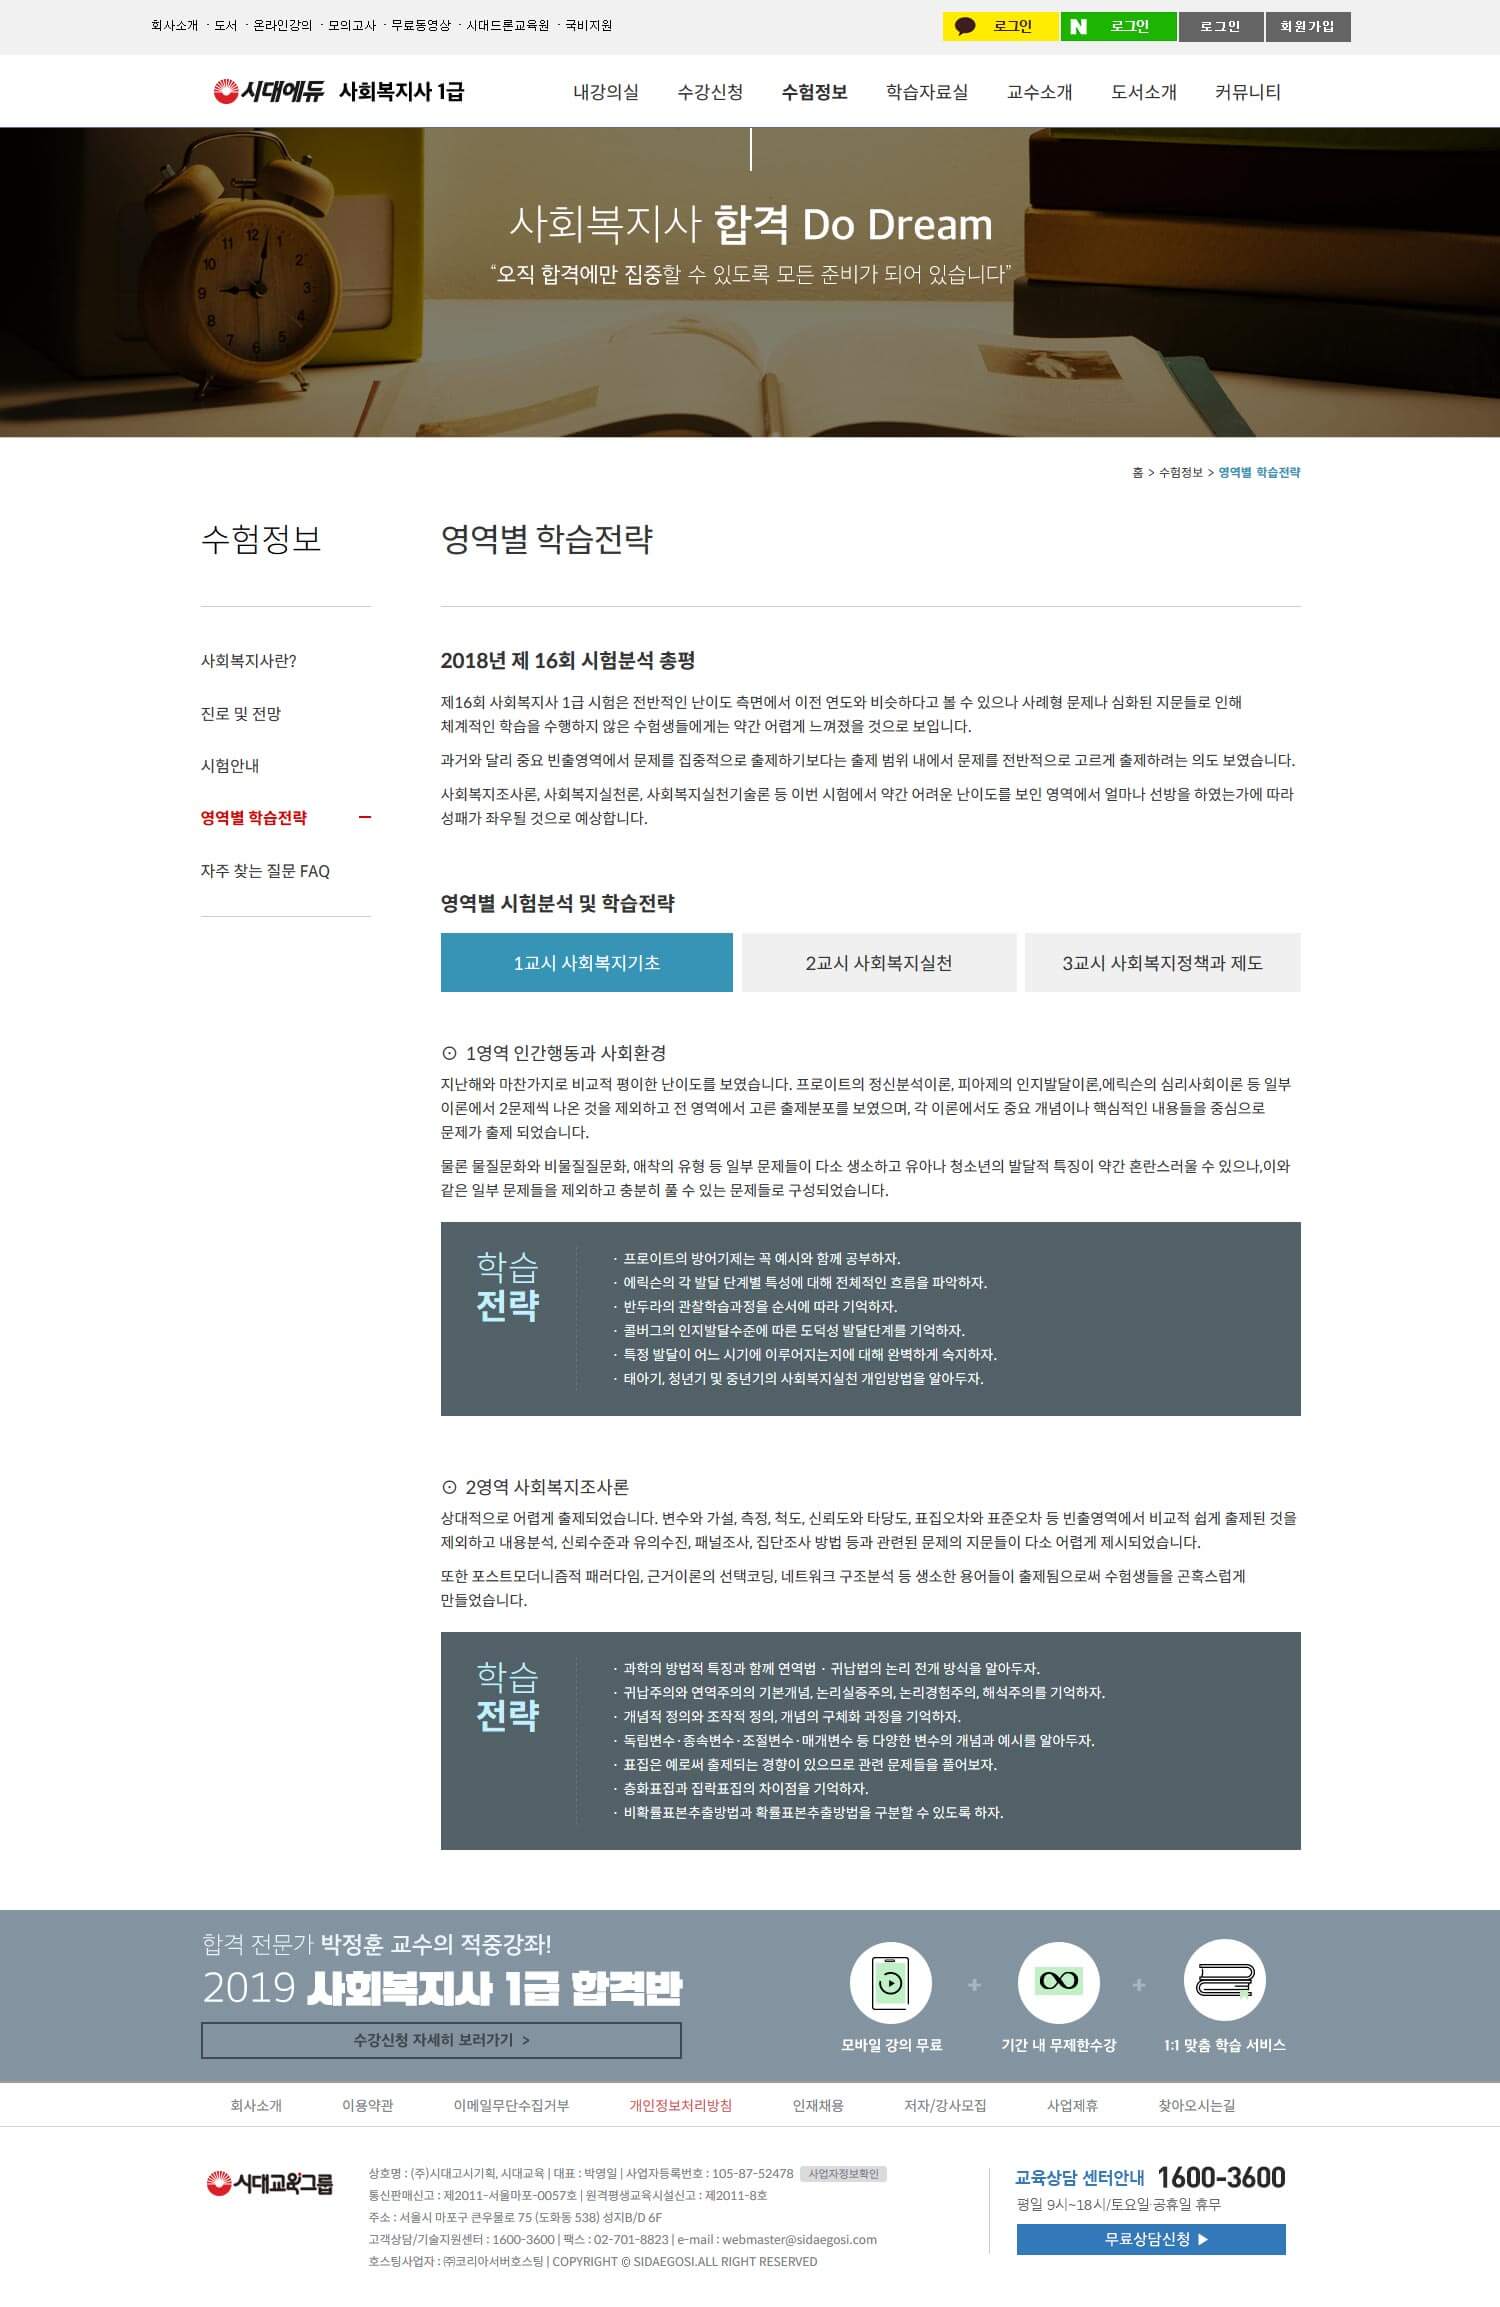 회사소개 · 도서 · 온라인강의 · 모의고사 · 무료동영상 · 시대드론교육원 · 국비지원
로그인
N 로그인
로그인
회원가입
시대에듀 사회복지사 1급
내강의실 수강신청 수험정보 학습자료실 교수소개 도서소개 커뮤니티
사회복지사 합격 Do Dream
“오직 합격에만 집중할 수 있도록 모든 준비가 되어 있습니다”
홈 > 수험정보 > 영역별 학습전략
수험정보
사회복지사란?
진로 및 전망
시험안내
영역별 학습전략
자주 찾는 질문 FAQ
영역별 학습전략
2018년 제 16회 시험분석 총평
제16회 사회복지사 1급 시험은 전반적인 난이도 측면에서 이전 연도와 비슷하다고 볼 수 있으나 사례형 문제나 심화된 지문들로 인해
체계적인 학습을 수행하지 않은 수험생들에게는 약간 어렵게 느껴졌을 것으로 보입니다.
과거와 달리 중요 빈출영역에서 문제를 집중적으로 출제하기보다는 출제 범위 내에서 문제를 전반적으로 고르게 출제하려는 의도 보였습니다.
사회복지조사론, 사회복지실천론, 사회복지실천기술론 등 이번 시험에서 약간 어려운 난이도를 보인 영역에서 얼마나 선방을 하였는가에 따라
성패가 좌우될 것으로 예상합니다.
영역별 시험분석 및 학습전략
1교시 사회복지기초
2교시 사회복지실천
3교시 사회복지정책과 제도
⊙ 1영역 인간행동과 사회환경
지난해와 마찬가지로 비교적 평이한 난이도를 보였습니다. 프로이트의 정신분석이론, 피아제의 인지발달이론,에릭슨의 심리사회이론 등 일부
이론에서 2문제씩 나온 것을 제외하고 전 영역에서 고른 출제분포를 보였으며, 각 이론에서도 중요 개념이나 핵심적인 내용들을 중심으로
문제가 출제 되었습니다.
물론 물질문화와 비물질질문화, 애착의 유형 등 일부 문제들이 다소 생소하고 유아나 청소년의 발달적 특징이 약간 혼란스러울 수 있으나,이와
같은 일부 문제들을 제외하고 충분히 풀 수 있는 문제들로 구성되었습니다.
학습
전략
· 프로이트의 방어기제는 꼭 예시와 함께 공부하자.
· 에릭슨의 각 발달 단계별 특성에 대해 전체적인 흐름을 파악하자.
· 반두라의 관찰학습과정을 순서에 따라 기억하자.
· 콜버그의 인지발달수준에 따른 도덕성 발달단계를 기억하자.
· 특정 발달이 어느 시기에 이루어지는지에 대해 완벽하게 숙지하자.
· 태아기, 청년기 및 중년기의 사회복지실천 개입방법을 알아두자.
⊙ 2영역 사회복지조사론
상대적으로 어렵게 출제되었습니다. 변수와 가설, 측정, 척도, 신뢰도와 타당도, 표집오차와 표준오차 등 빈출영역에서 비교적 쉽게 출제된 것을
제외하고 내용분석, 신뢰수준과 유의수진, 패널조사, 집단조사 방법 등과 관련된 문제의 지문들이 다소 어렵게 제시되었습니다.
또한 포스트모더니즘적 패러다임, 근거이론의 선택코딩, 네트워크 구조분석 등 생소한 용어들이 출제됨으로써 수험생들을 곤혹스럽게
만들었습니다.
학습
전략
· 과학의 방법적 특징과 함께 연역법 · 귀납법의 논리 전개 방식을 알아두자.
· 귀납주의와 연역주의의 기본개념, 논리실증주의, 논리경험주의, 해석주의를 기억하자.
· 개념적 정의와 조작적 정의, 개념의 구체화 과정을 기억하자.
· 독립변수·종속변수·조절변수·매개변수 등 다양한 변수의 개념과 예시를 알아두자.
· 표집은 예로써 출제되는 경향이 있으므로 관련 문제들을 풀어보자.
· 층화표집과 집락표집의 차이점을 기억하자.
· 비확률표본추출방법과 확률표본추출방법을 구분할 수 있도록 하자.
합격 전문가 박정훈 교수의 적중강좌!
2019 사회복지사 1급 합격반
수강신청 자세히 보러가기 >
모바일 강의 무료 + 기간 내 무제한수강 + 1:1 맞춤 학습 서비스
회사소개 이용약관 이메일무단수집거부 개인정보처리방침 인재채용 저자/강사모집 사업제휴 찾아오시는길
시대교육그룹
상호명 : (주)시대고시기획, 시대교육 | 대표 : 박영일 | 사업자등록번호 : 105-87-52478 사업자정보확인
통신판매신고 : 제2011-서울마포-0057호 | 원격평생교육시설신고 : 제2011-8호
주소 : 서울시 마포구 큰우물로 75 (도화동 538) 성지B/D 6F
고객상담/기술지원센터 : 1600-3600 | 팩스 : 02-701-8823 | e-mail : webmaster@sidaegosi.com
호스팅사업자 : ㈜코리아서버호스팅 | COPYRIGHT © SIDAEGOSI.ALL RIGHT RESERVED
교육상담 센터안내 1600-3600
평일 9시~18시/토요일·공휴일 휴무
무료상담신청 ▶